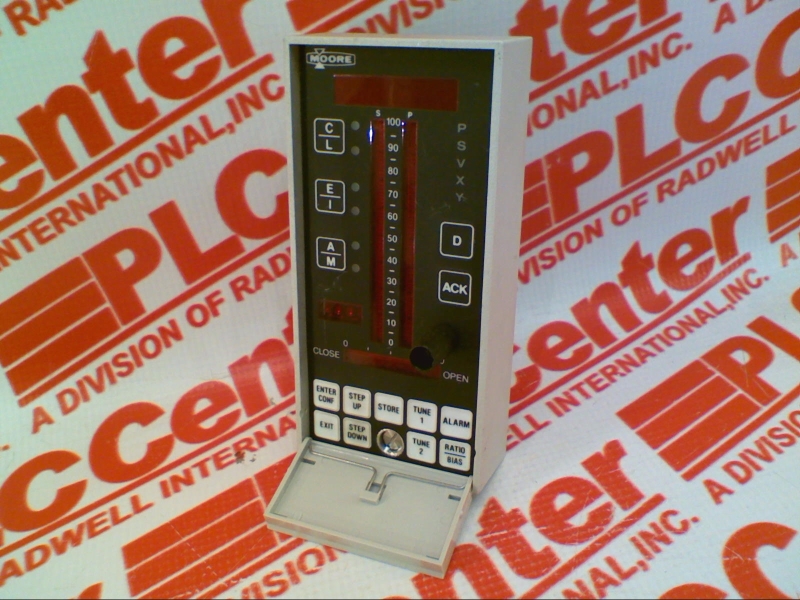 MOORE
S P
100
90
80
70
60
50
40
30
20
10
0
C
L
E
I
A
M
P
S
V
X
Y
D
ACK
0
CLOSE
OPEN
ENTER CONF
STEP UP
STORE
TUNE 1
ALARM
EXIT
STEP DOWN
TUNE 2
RATIO BIAS
PLCCenter
A DIVISION OF RADWELL INTERNATIONAL, INC.